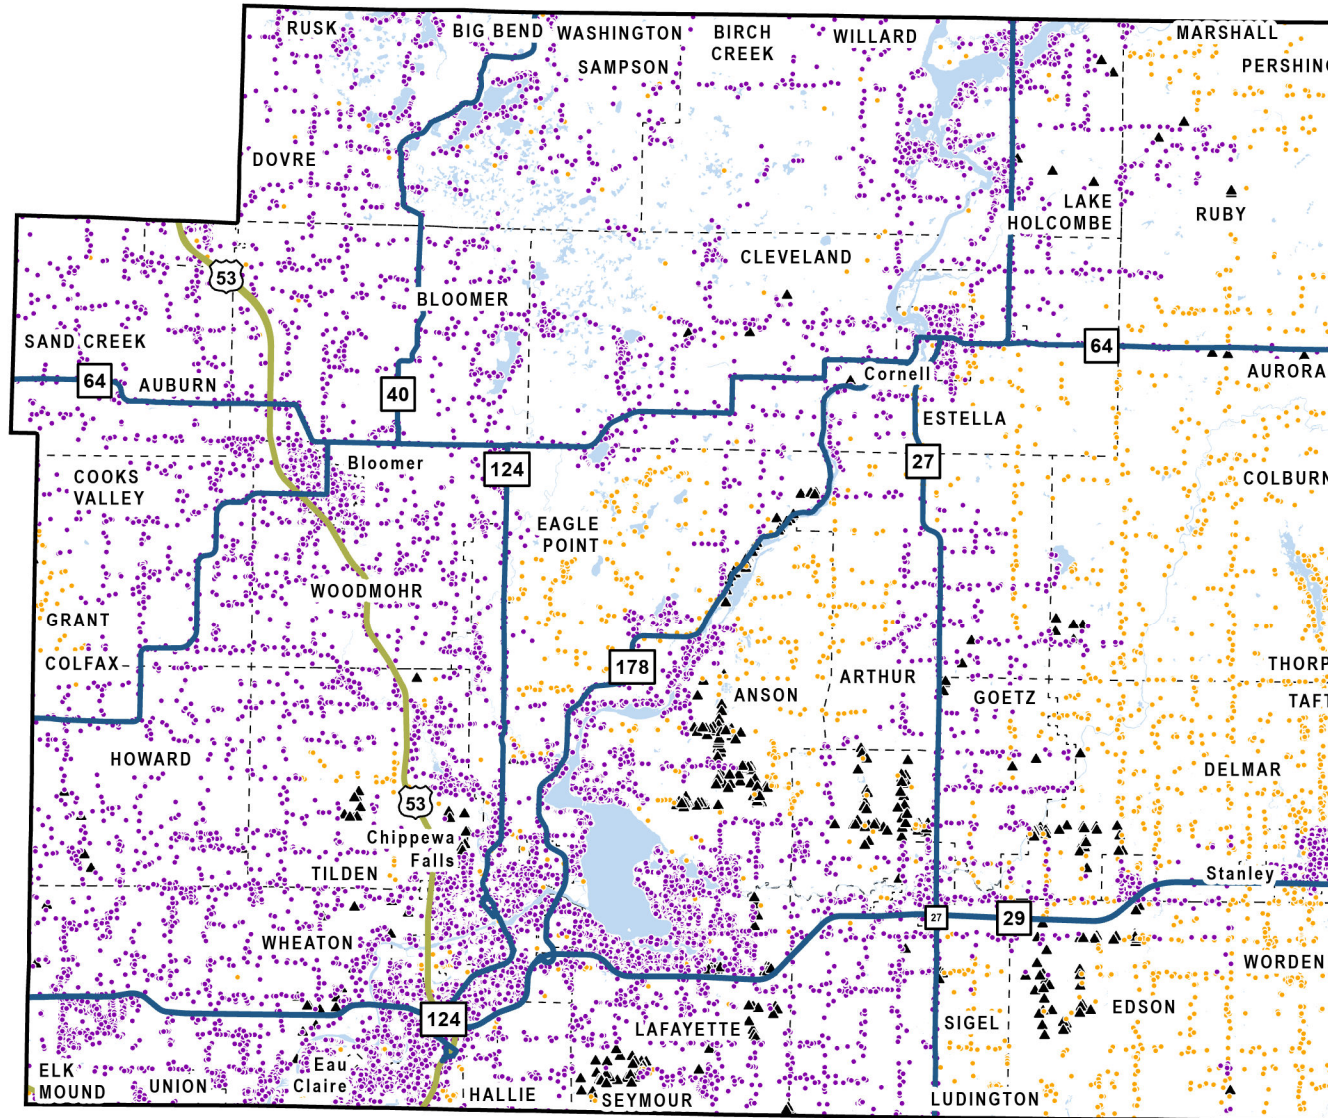 RUSK
BIG BEND
WASHINGTON
BIRCH
CREEK
WILLARD
MARSHALL
SAMPSON
PERSHING
DOVRE
LAKE
HOLCOMBE
RUBY
53
CLEVELAND
BLOOMER
SAND CREEK
64
AUBURN
40
64
Cornell
AURORA
ESTELLA
Bloomer
124
27
COOKS
VALLEY
COLBURN
EAGLE
POINT
WOODMOHR
GRANT
COLFAX
178
ANSON
ARTHUR
GOETZ
THORP
TAFT
HOWARD
DELMAR
53
Chippewa
Falls
TILDEN
Stanley
27
29
WHEATON
WORDEN
124
LAFAYETTE
SIGEL
EDSON
ELK
MOUND
UNION
Eau
Claire
HALLIE
SEYMOUR
LUDINGTON